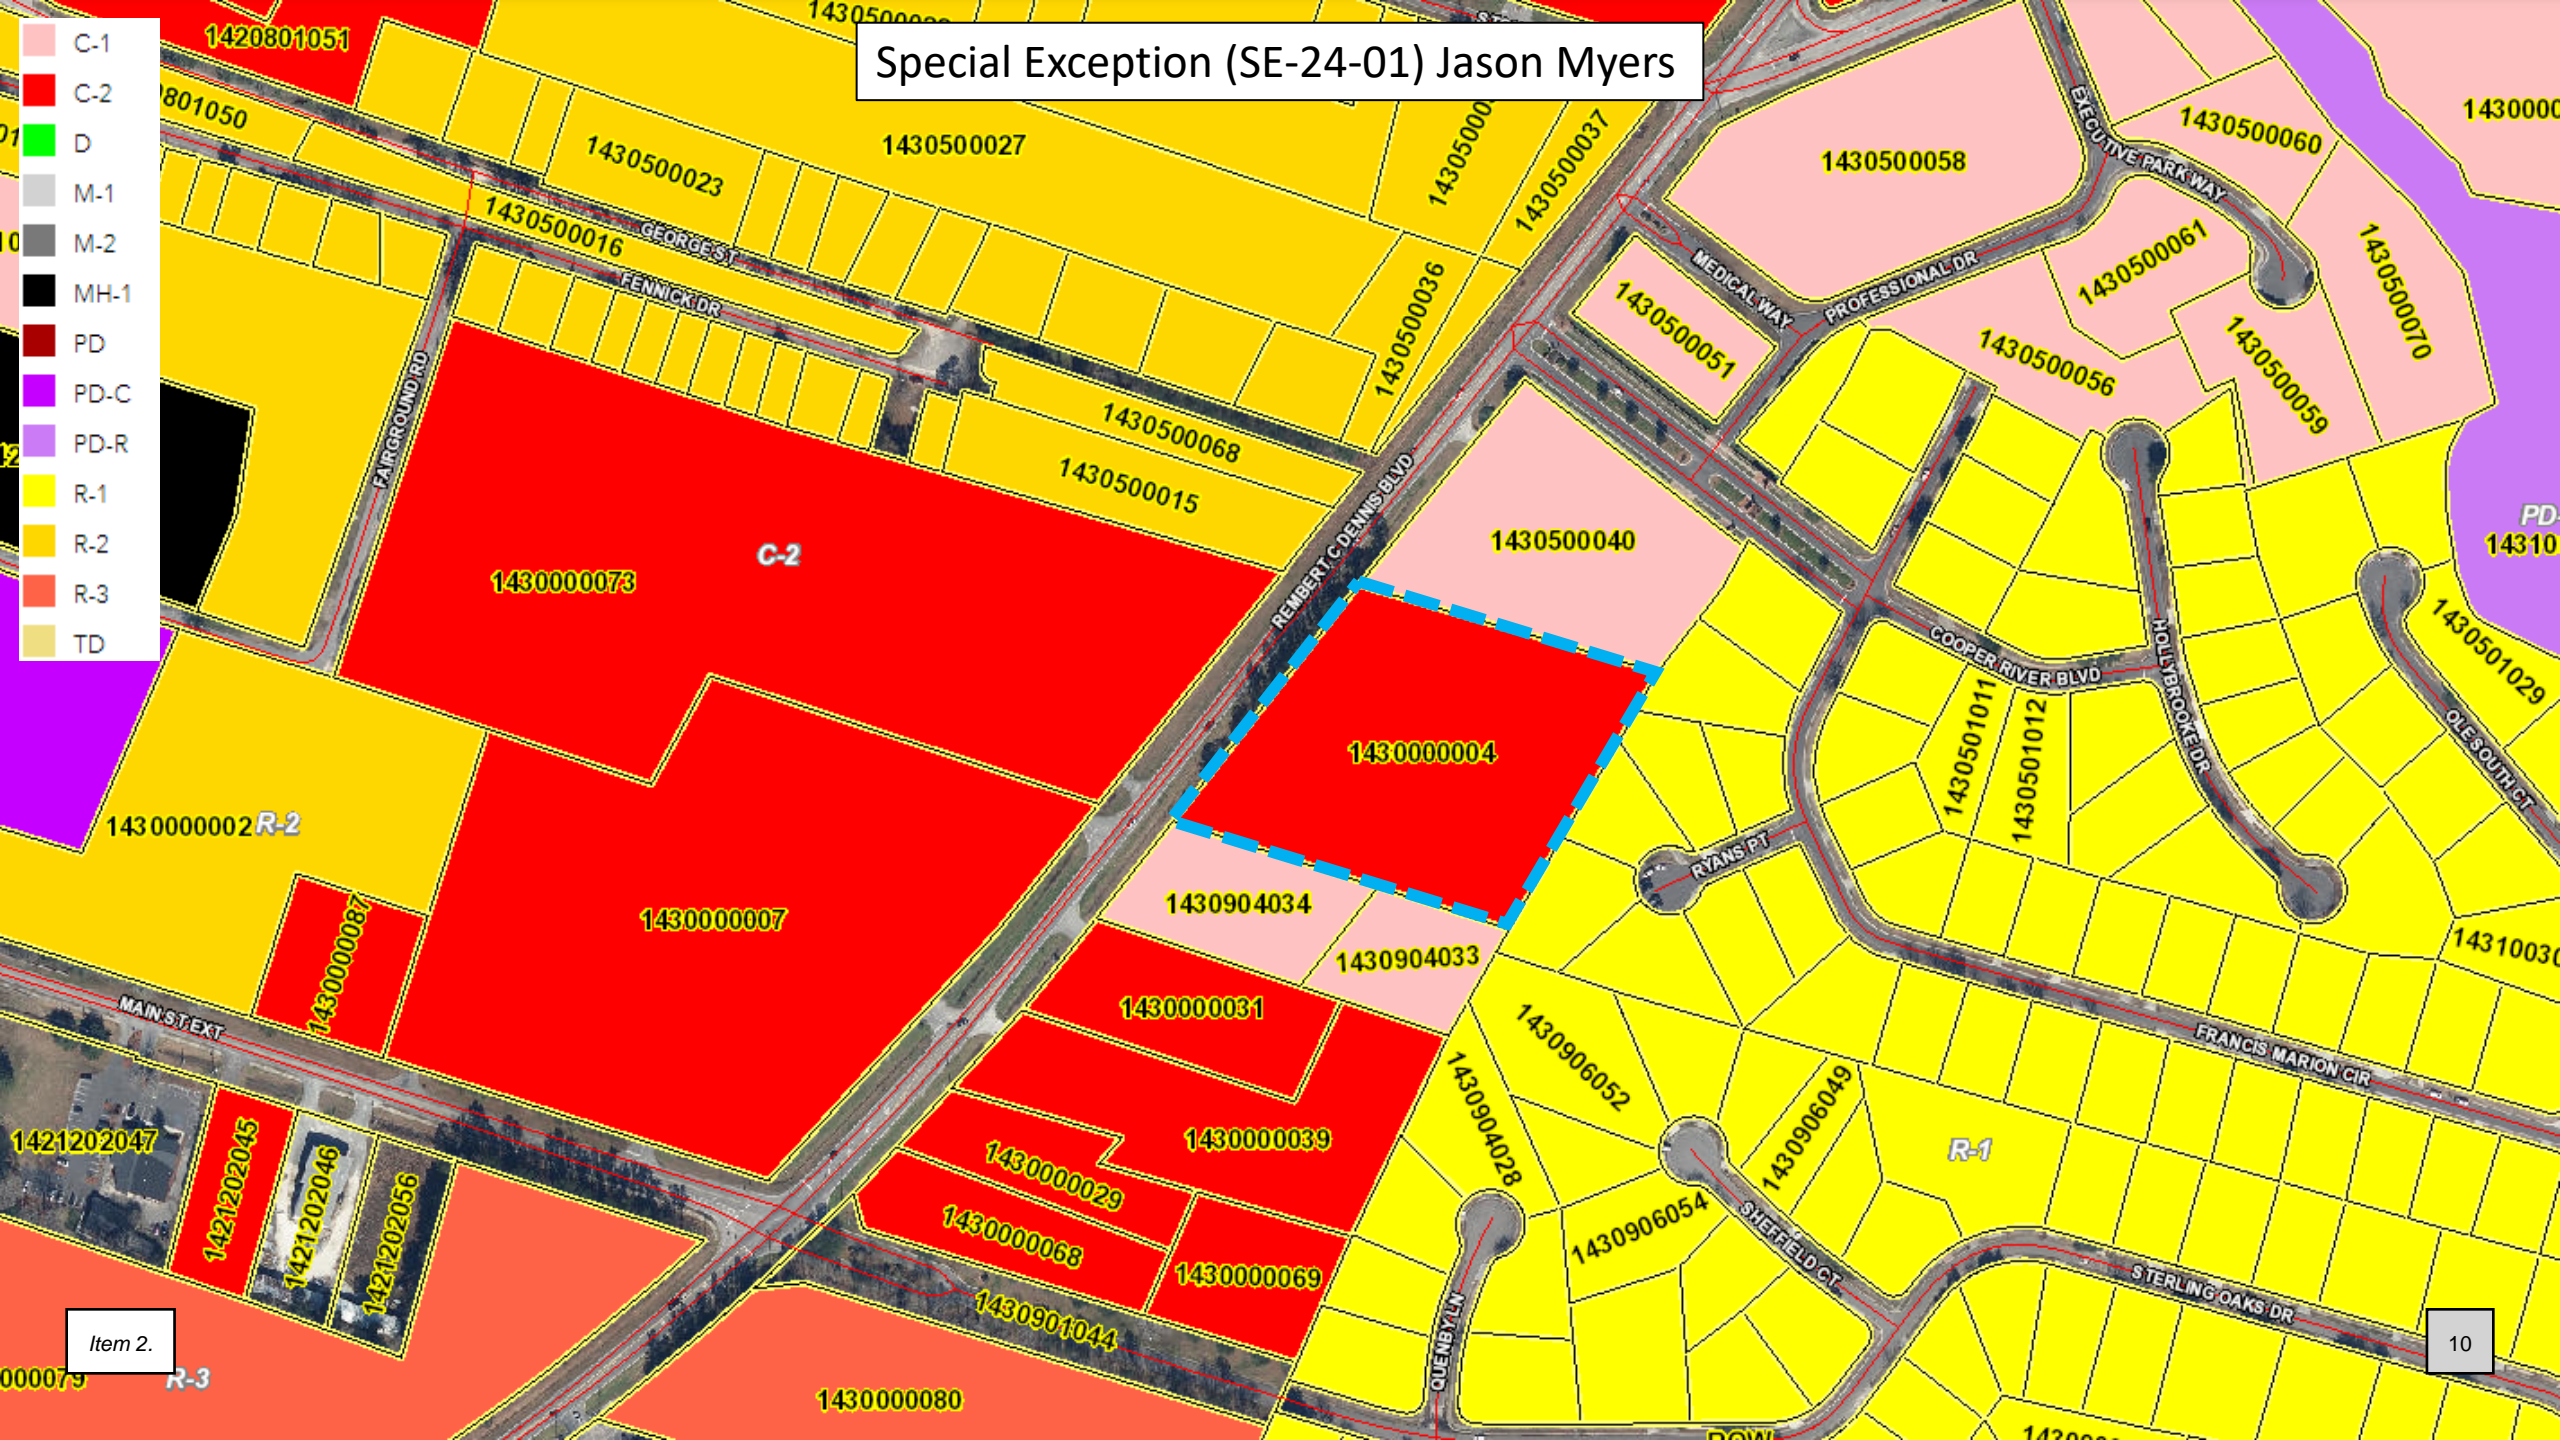 Special Exception (SE-24-01) Jason Myers
C-1
C-2
D
M-1
M-2
MH-1
PD
PD-C
PD-R
R-1
R-2
R-3
TD
1420801051
801050
1430500023
1430500027
1430500037
1430500016
GEORGE ST
FENNICK DR
FAIRGROUND RD
1430500036
1430500068
1430500015
REMBERT C DENNIS BLVD
1430500058
1430500060
EXECUTIVE PARK WAY
MEDICAL WAY
PROFESSIONAL DR
1430500061
1430500070
1430500051
1430500056
1430500059
C-2
1430000073
1430500040
PD-
14310
1430501029
COOPER RIVER BLVD
HOLLYBROOKE DR
OLE SOUTH CT
1430501011
1430501012
1430000004
1430000002
R-2
1430000087
1430000007
RYANS PT
1430904034
1430904033
1430000031
MAIN ST EXT
FRANCIS MARION CIR
1430906052
1430906049
1430904028
R-1
1430000039
1430000029
1430000068
1430000069
1430906054
SHEFFIELD CT
STERLING OAKS DR
QUENBY LN
1421202047
1421202045
1421202046
1421202056
1430901044
1430000080
000079
R-3
ROW
Item 2.
10